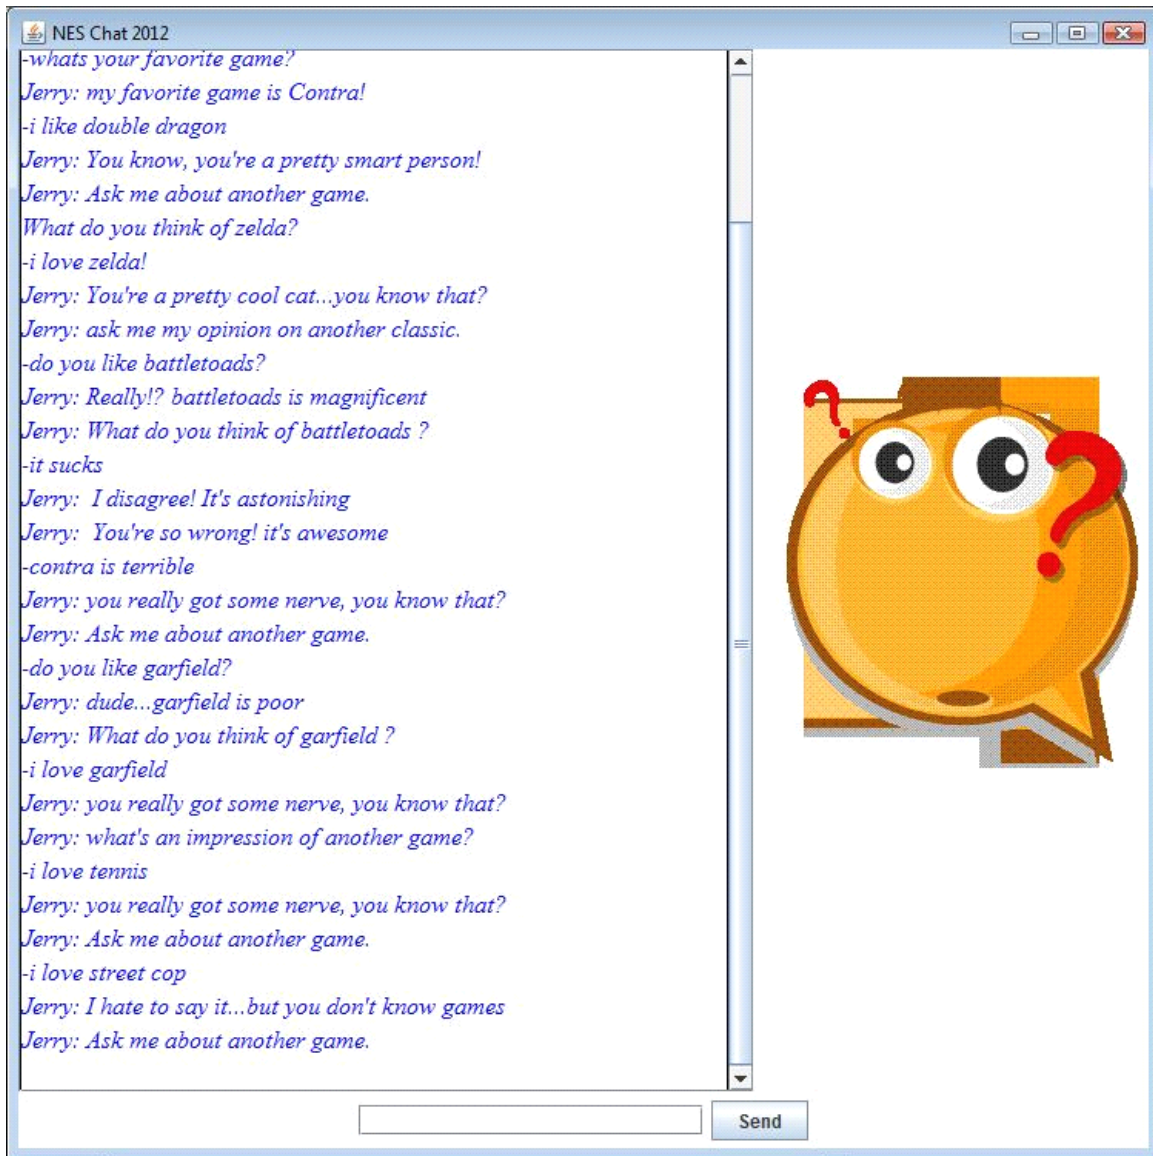 NES Chat 2012
-whats your favorite game?
Jerry: my favorite game is Contra!
-i like double dragon
Jerry: You know, you're a pretty smart person!
Jerry: Ask me about another game.
What do you think of zelda?
-i love zelda!
Jerry: You're a pretty cool cat...you know that?
Jerry: ask me my opinion on another classic.
-do you like battletoads?
Jerry: Really!? battletoads is magnificent
Jerry: What do you think of battletoads ?
-it sucks
Jerry:  I disagree! It's astonishing
Jerry:  You're so wrong! it's awesome
-contra is terrible
Jerry: you really got some nerve, you know that?
Jerry: Ask me about another game.
-do you like garfield?
Jerry: dude...garfield is poor
Jerry: What do you think of garfield ?
-i love garfield
Jerry: you really got some nerve, you know that?
Jerry: what's an impression of another game?
-i love tennis
Jerry: you really got some nerve, you know that?
Jerry: Ask me about another game.
-i love street cop
Jerry: I hate to say it...but you don't know games
Jerry: Ask me about another game.
? ?
Send